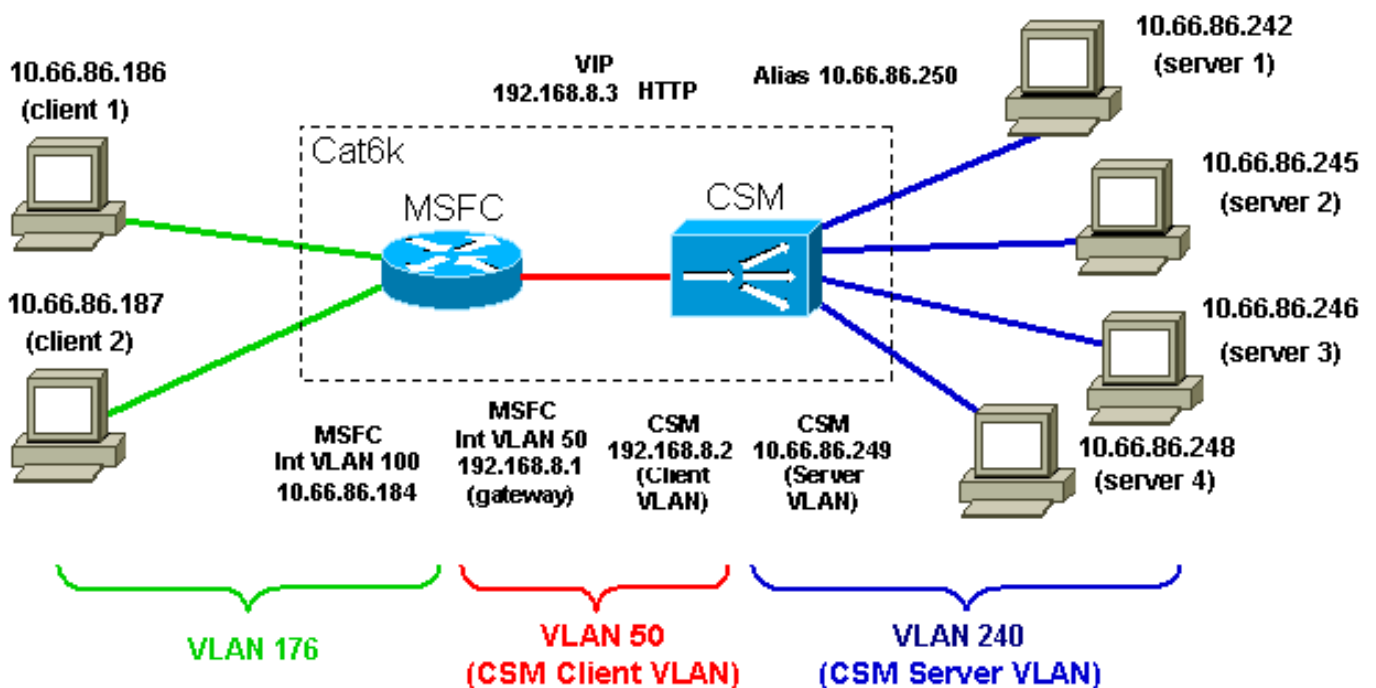 10.66.86.186
(client 1)
VIP
192.168.8.3 HTTP
Alias 10.66.86.250
10.66.86.242
(server 1)
Cat6k
MSFC
CSM
10.66.86.245
(server 2)
10.66.86.187
(client 2)
10.66.86.246
(server 3)
10.66.86.248
(server 4)
MSFC
Int VLAN 100
10.66.86.184
MSFC
Int VLAN 50
192.168.8.1
(gateway)
CSM
192.168.8.2
(Client
VLAN)
CSM
10.66.86.249
(Server
VLAN)
VLAN 176
VLAN 50
(CSM Client VLAN)
VLAN 240
(CSM Server VLAN)